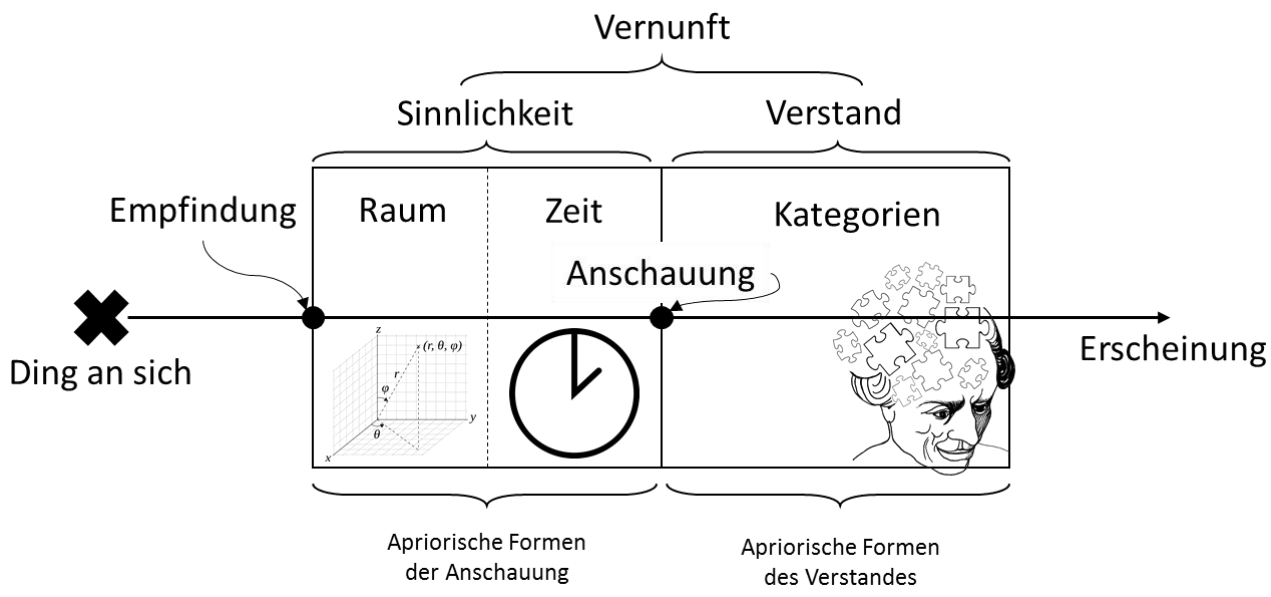 Vernunft
Sinnlichkeit
Verstand
Empfindung
Raum
Zeit
Kategorien
Anschauung
Ding an sich
Erscheinung
z
(r, θ, φ)
r
φ
θ
y
x
Apriorische Formen
der Anschauung
Apriorische Formen
des Verstandes